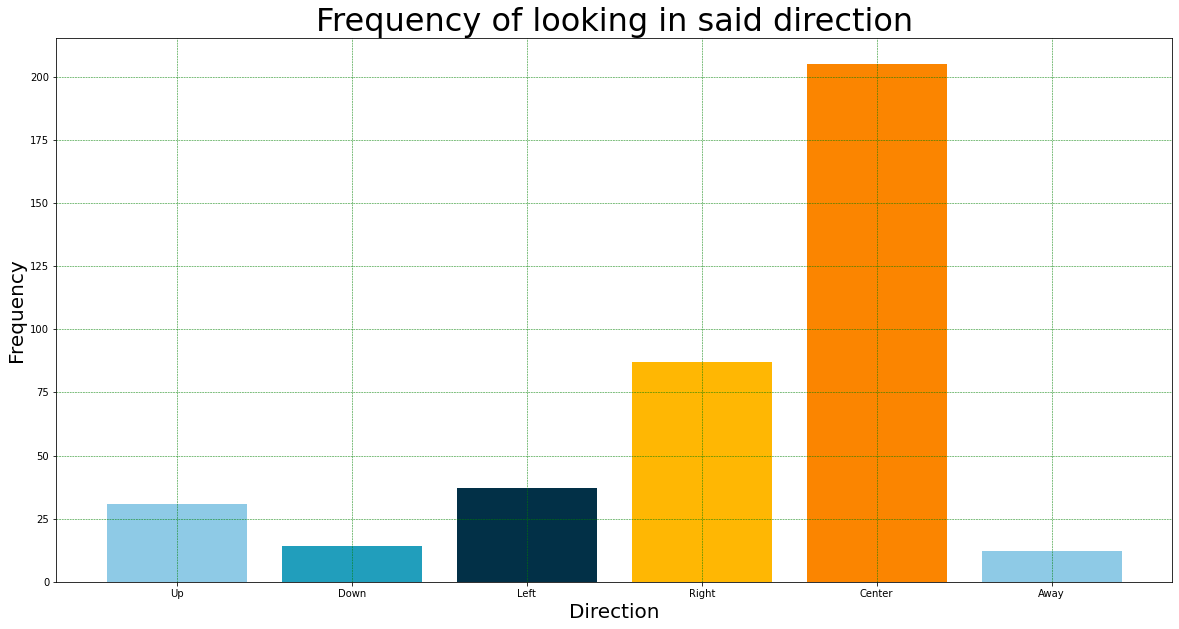 Frequency of looking in said direction
Frequency
200
175
150
125
100
75
50
25
0
Up Down Left Right Center Away
Direction